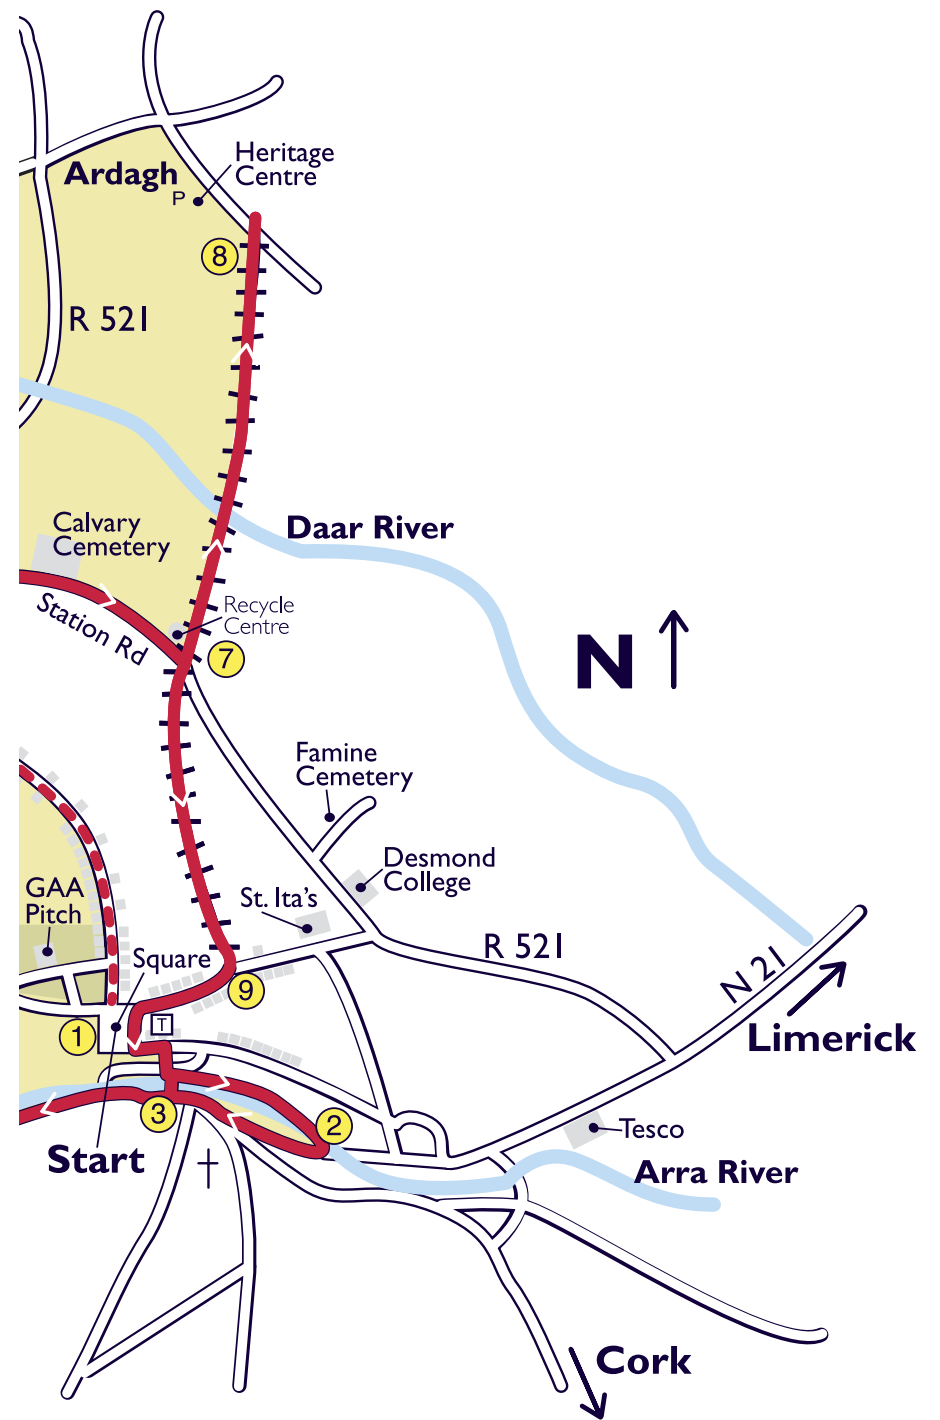 Heritage
Centre
Ardagh
P
8
R 521
Calvary
Cemetery
Daar River
Station Rd
Recycle
Centre
7
N
Famine
Cemetery
Desmond
College
GAA
Pitch
St. Ita's
Square
R 521
N 21
9
1
T
Limerick
3
2
Tesco
Start
Arra River
Cork